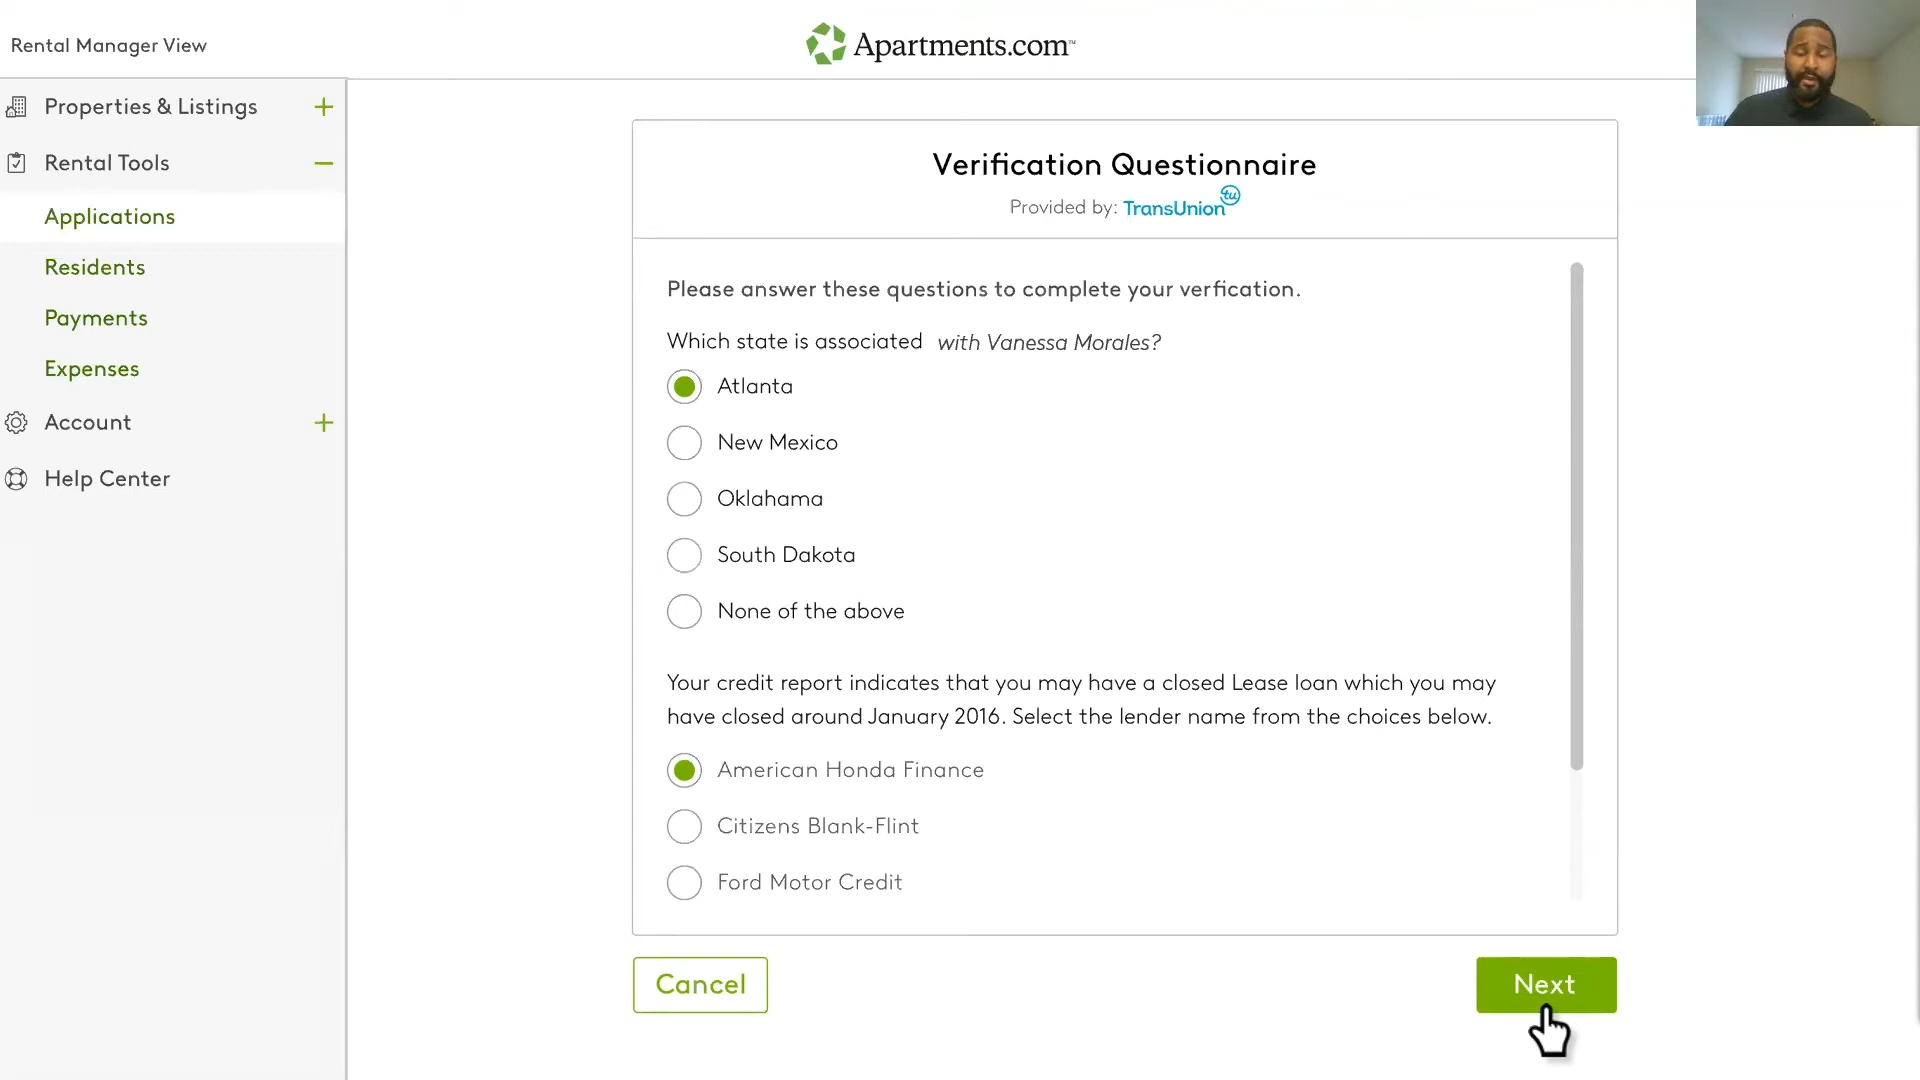 Rental Manager View
Apartments.com™
Properties & Listings
Rental Tools
Applications
Residents
Payments
Expenses
Account
Help Center
Verification Questionnaire
Provided by: TransUnion tu
Please answer these questions to complete your verfication.
Which state is associated with Vanessa Morales?
Atlanta
New Mexico
Oklahama
South Dakota
None of the above
Your credit report indicates that you may have a closed Lease loan which you may
have closed around January 2016. Select the lender name from the choices below.
American Honda Finance
Citizens Blank-Flint
Ford Motor Credit
Cancel
Next